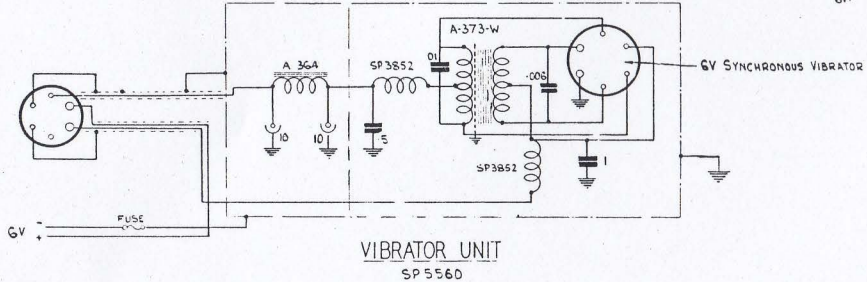 A-373-W
A 364
SP3852
.01
.006
6V SYNCHRONOUS VIBRATOR
10
10
.5
SP3852
1
FUSE
6V
-
+
VIBRATOR UNIT
SP5560